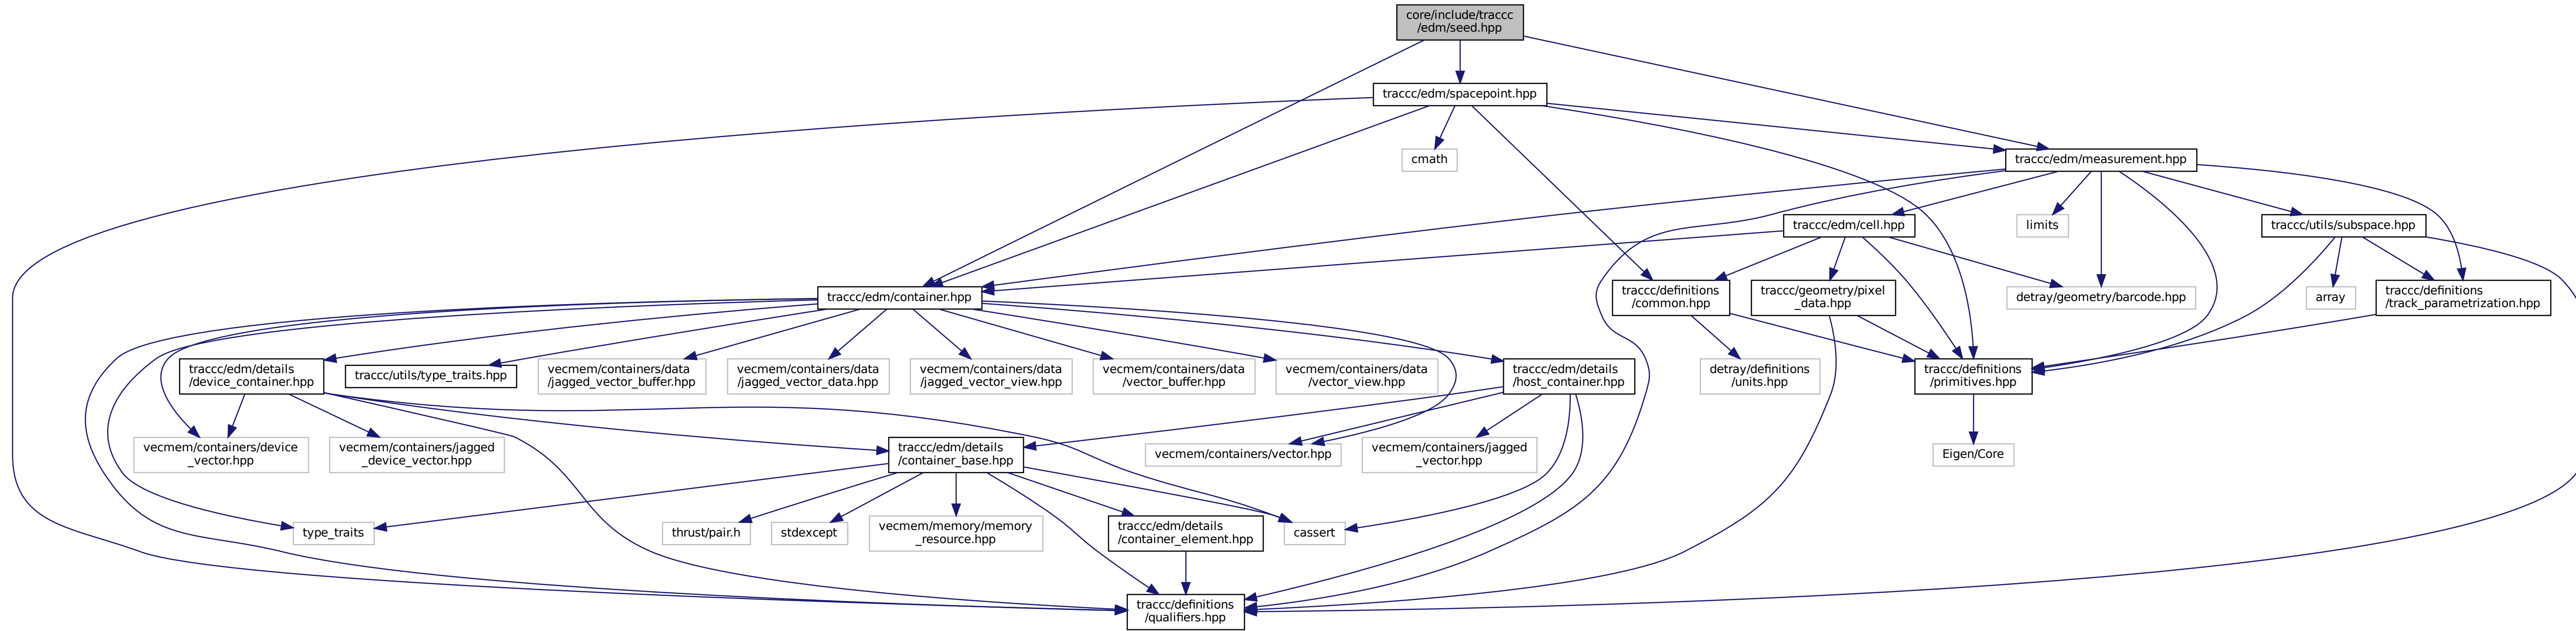 core/include/traccc
/edm/seed.hpp
traccc/edm/spacepoint.hpp
cmath
traccc/edm/measurement.hpp
traccc/edm/cell.hpp
limits
traccc/utils/subspace.hpp
traccc/edm/container.hpp
traccc/definitions
/common.hpp
traccc/geometry/pixel
_data.hpp
detray/geometry/barcode.hpp
array
traccc/definitions
/track_parametrization.hpp
traccc/edm/details
/device_container.hpp
traccc/utils/type_traits.hpp
vecmem/containers/data
/jagged_vector_buffer.hpp
vecmem/containers/data
/jagged_vector_data.hpp
vecmem/containers/data
/jagged_vector_view.hpp
vecmem/containers/data
/vector_buffer.hpp
vecmem/containers/data
/vector_view.hpp
traccc/edm/details
/host_container.hpp
detray/definitions
/units.hpp
traccc/definitions
/primitives.hpp
vecmem/containers/device
_vector.hpp
vecmem/containers/jagged
_device_vector.hpp
traccc/edm/details
/container_base.hpp
vecmem/containers/vector.hpp
vecmem/containers/jagged
_vector.hpp
Eigen/Core
type_traits
thrust/pair.h
stdexcept
vecmem/memory/memory
_resource.hpp
traccc/edm/details
/container_element.hpp
cassert
traccc/definitions
/qualifiers.hpp